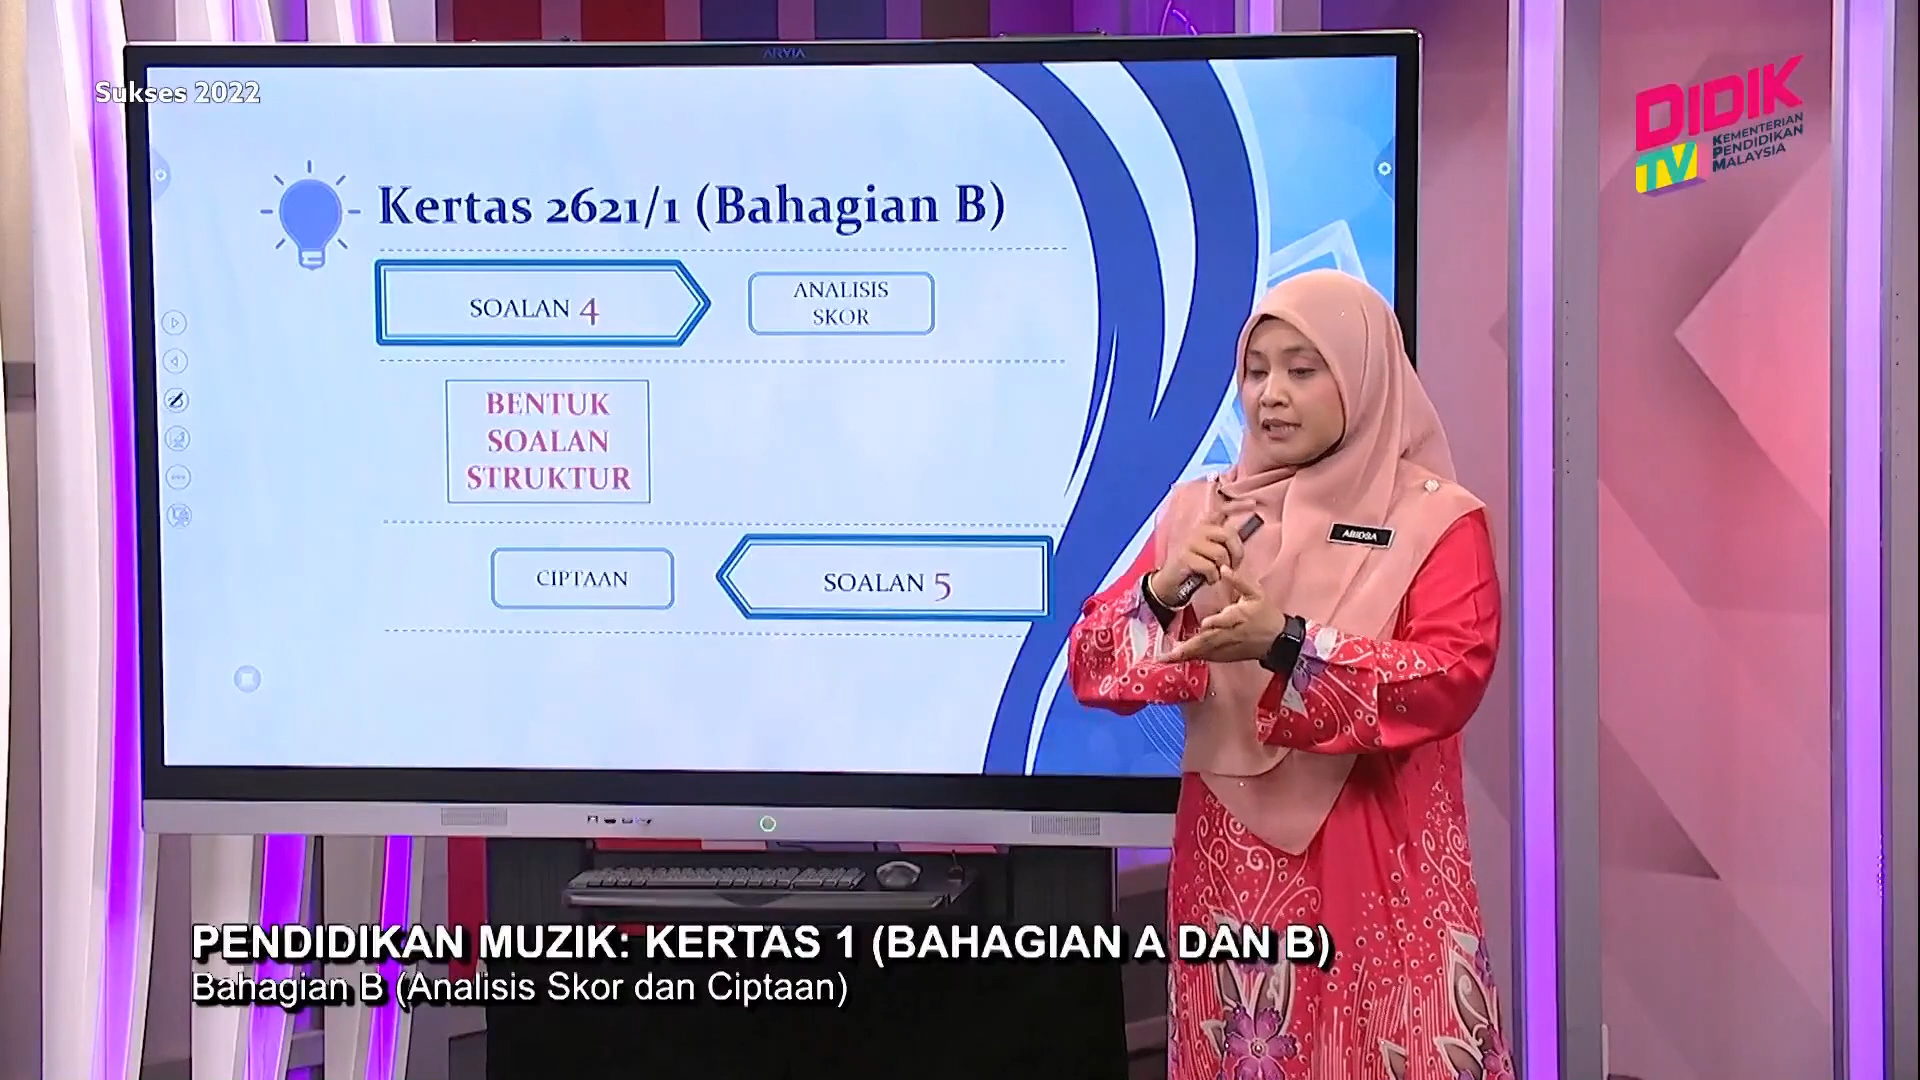 ARYIA
Sukses 2022
DIDIK
TV
KEMENTERIAN
PENDIDIKAN
MALAYSIA
Kertas 2621/1 (Bahagian B)
SOALAN 4
ANALISIS
SKOR
BENTUK
SOALAN
STRUKTUR
CIPTAAN
SOALAN 5
PENDIDIKAN MUZIK: KERTAS 1 (BAHAGIAN A DAN B)
Bahagian B (Analisis Skor dan Ciptaan)